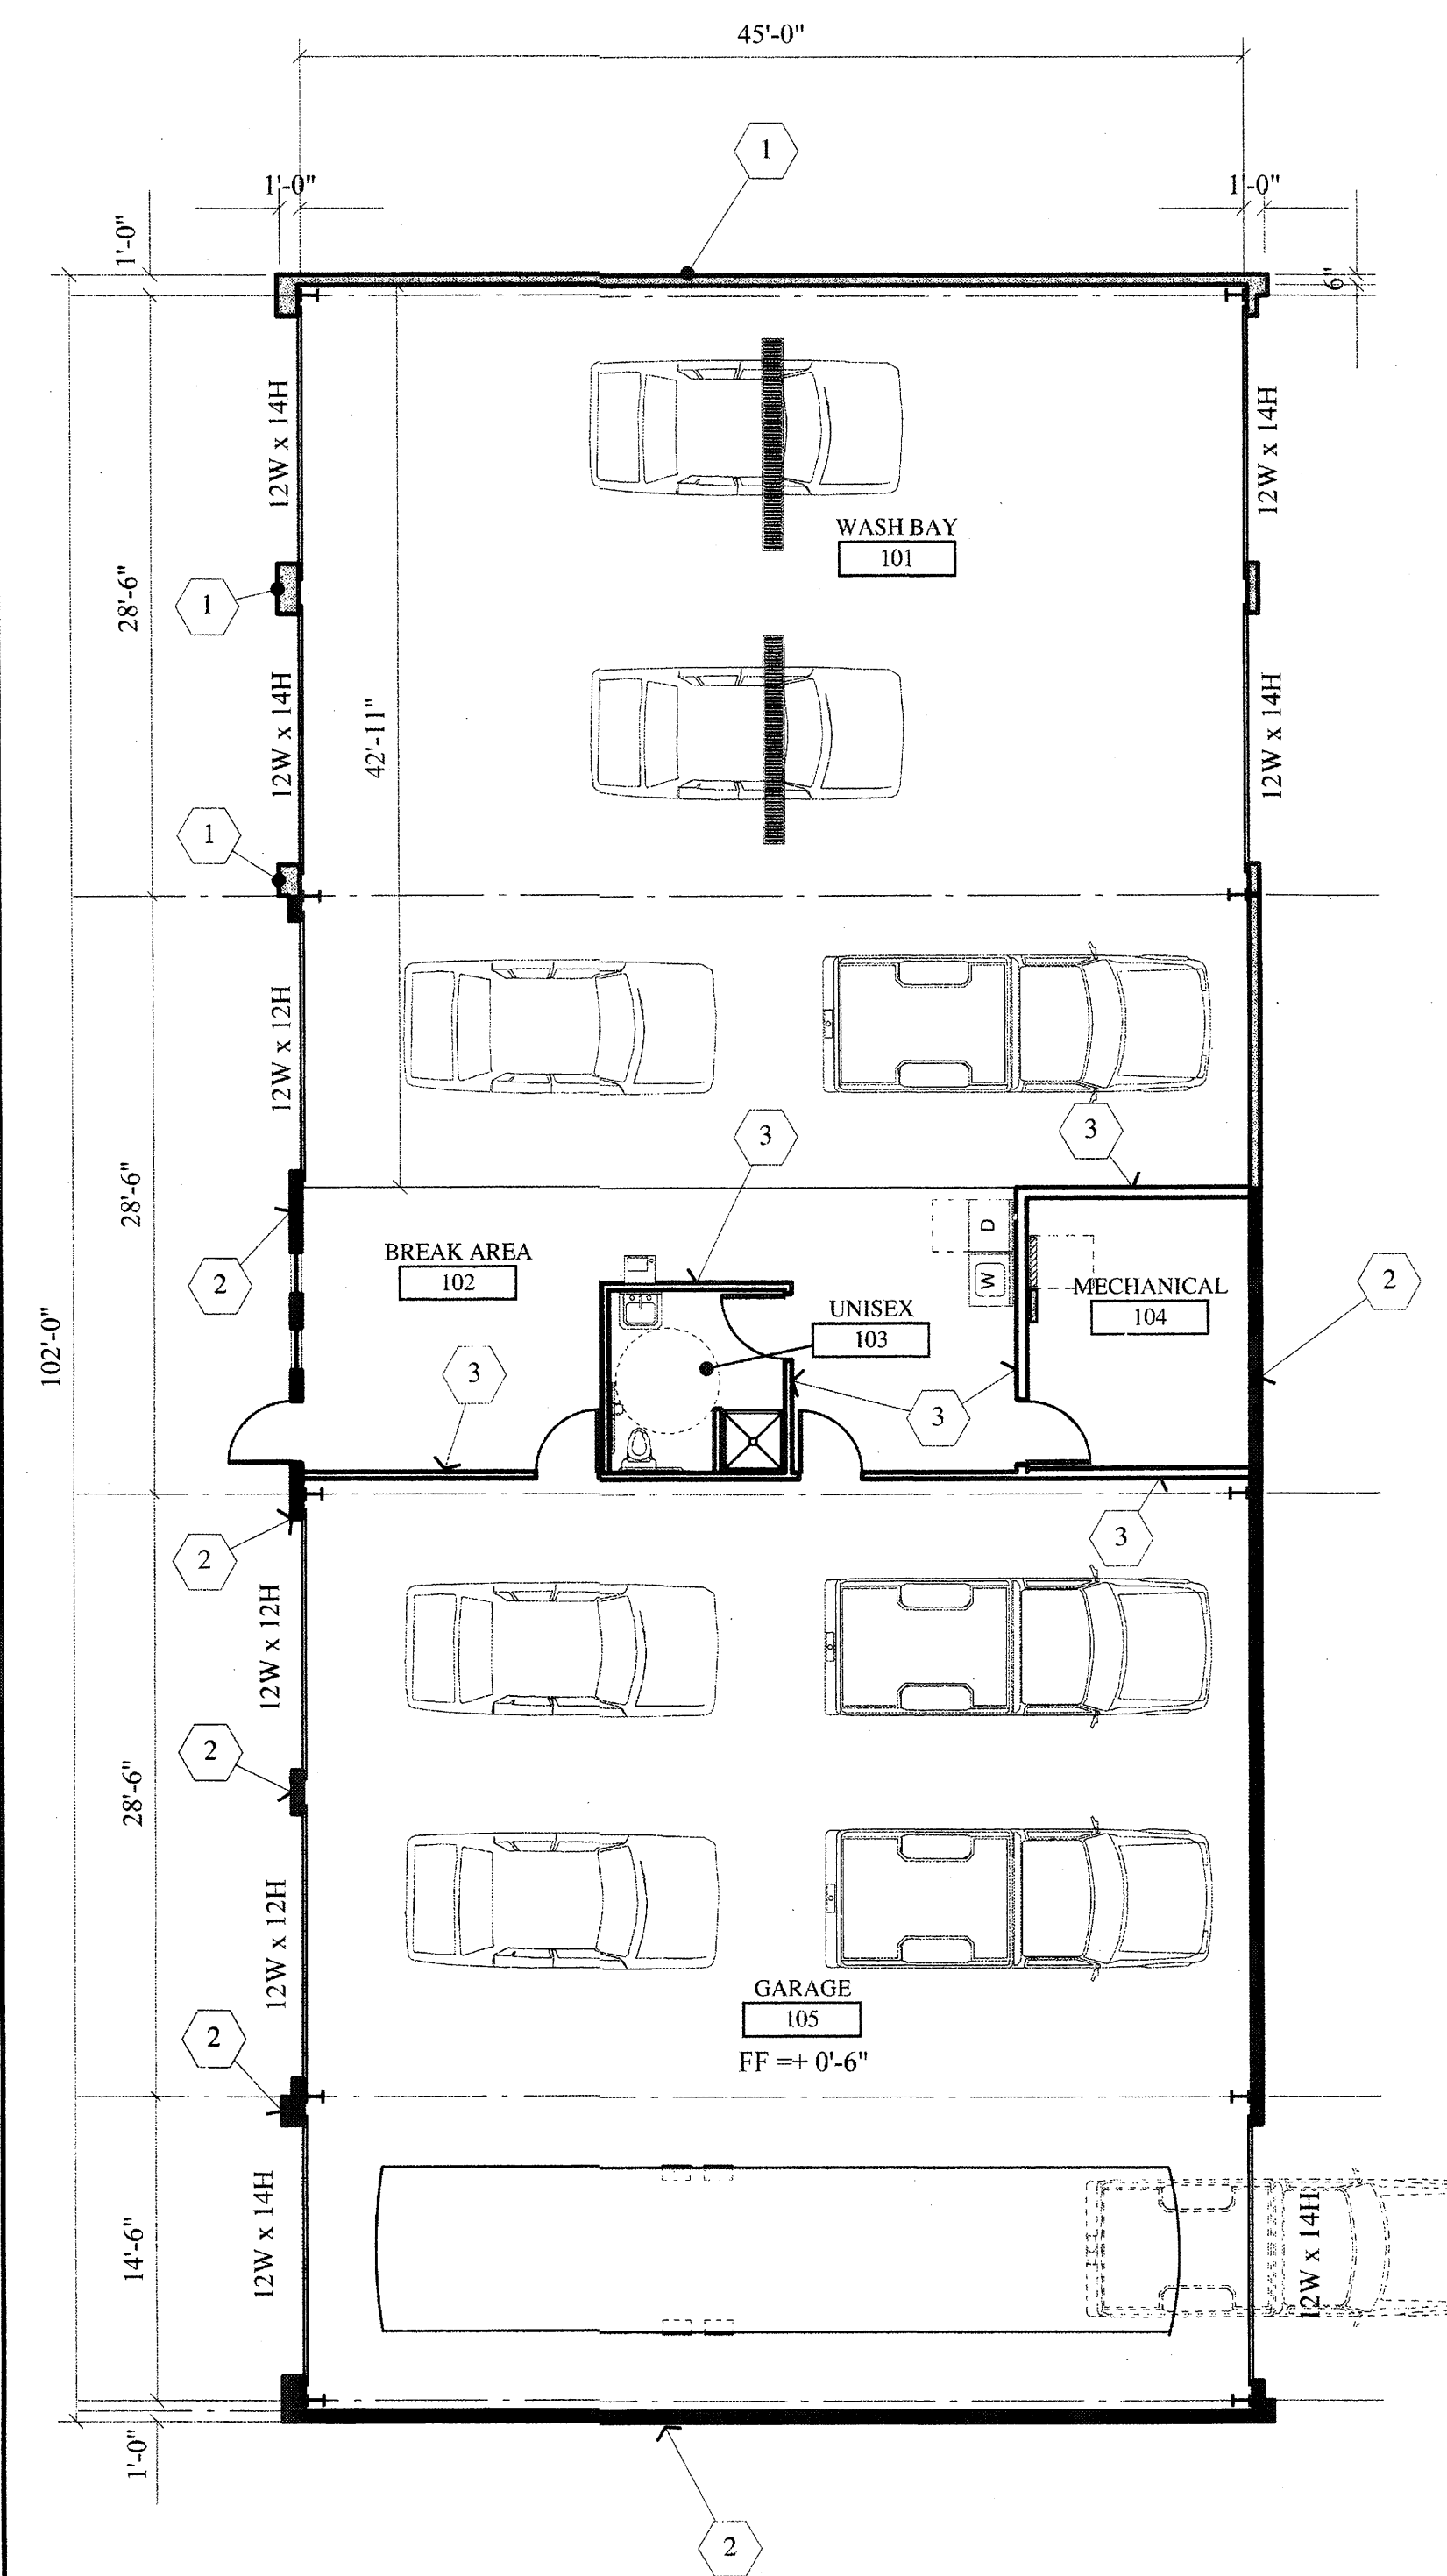 45'-0"
1
1'-0"
1'-0"
1'-0"
6"
12W x 14H
12W x 14H
WASH BAY
101
28'-6"
1
12W x 14H
12W x 14H
42'-11"
1
12W x 12H
3
3
28'-6"
2
BREAK AREA
102
D
W
UNISEX
103
MECHANICAL
104
2
102'-0"
3
3
2
3
12W x 12H
2
28'-6"
12W x 12H
GARAGE
105
FF =+ 0'-6"
2
14'-6"
12W x 14H
12W x 14H
1'-0"
2